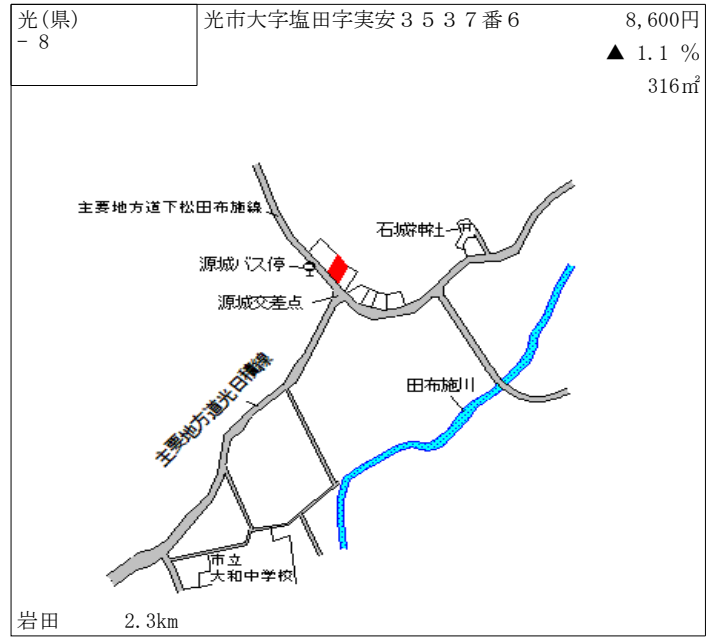 光(県)
- 8
光市大字塩田字実安３５３７番６
8,600円
▲ 1.1 %
316㎡
主要地方道下松田布施線
石城神社
源城バス停
源城交差点
主要地方道光日積線
田布施川
市立
大和中学校
岩田 2.3km